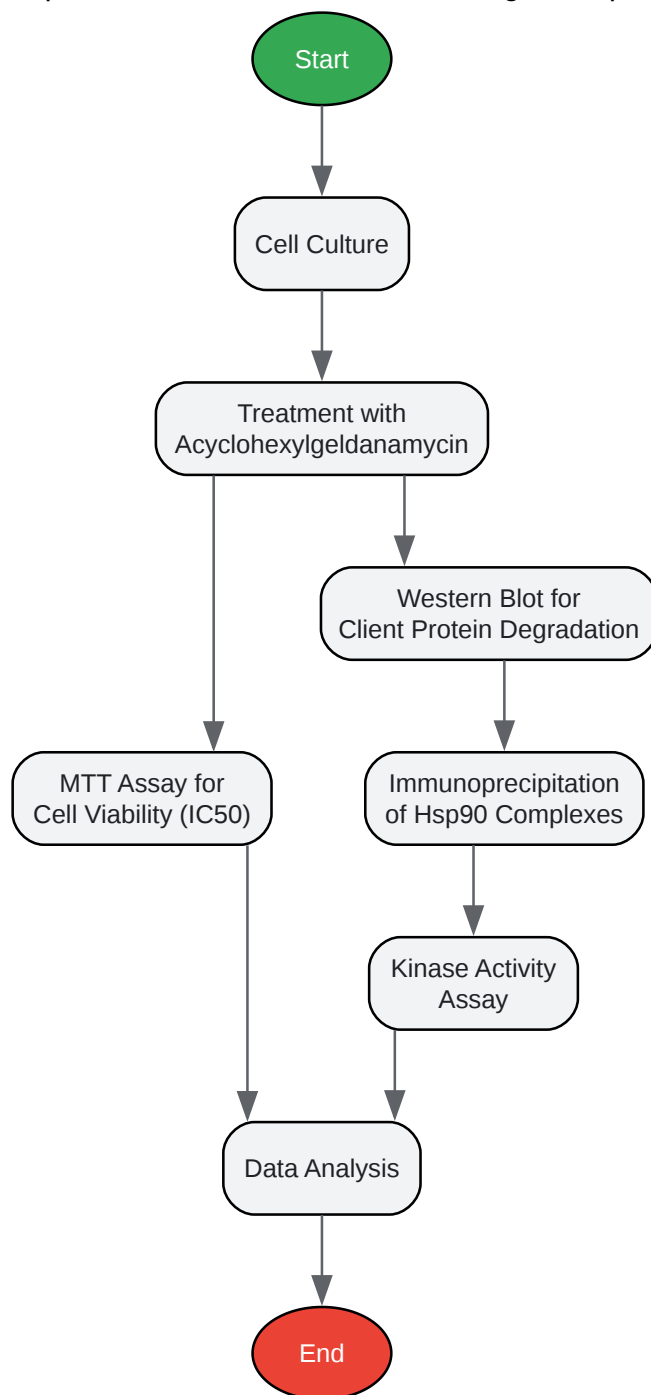 Start
Cell Culture
Treatment with
Acyclohexylgeldanamycin
Western Blot for
Client Protein Degradation
MTT Assay for
Cell Viability (IC50)
Immunoprecipitation
of Hsp90 Complexes
Kinase Activity
Assay
Data Analysis
End